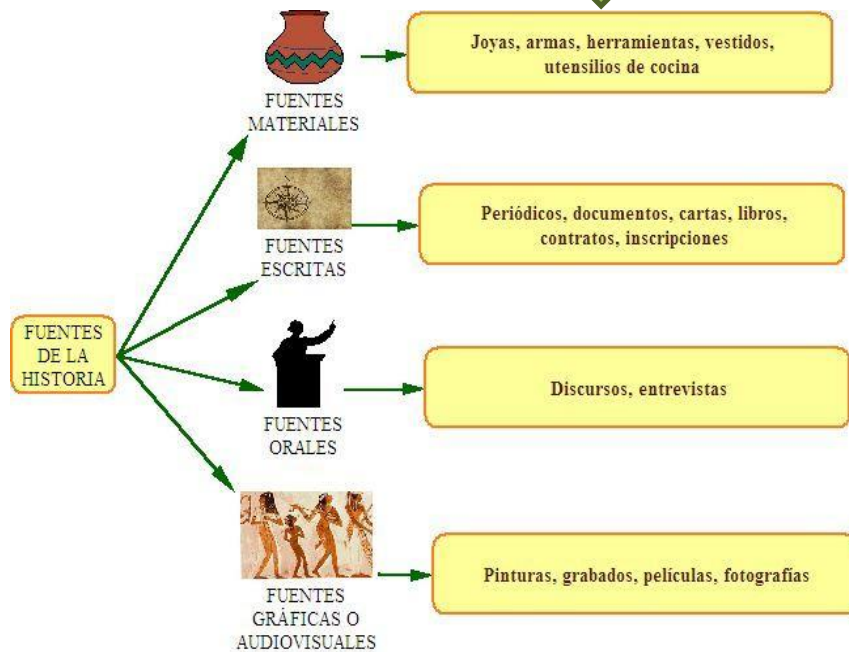 FUENTES
DE LA
HISTORIA
FUENTES
MATERIALES
Joyas, armas, herramientas, vestidos,
utensilios de cocina
FUENTES
ESCRITAS
Periódicos, documentos, cartas, libros,
contratos, inscripciones
FUENTES
ORALES
Discursos, entrevistas
FUENTES
GRÁFICAS O
AUDIOVISUALES
Pinturas, grabados, películas, fotografías